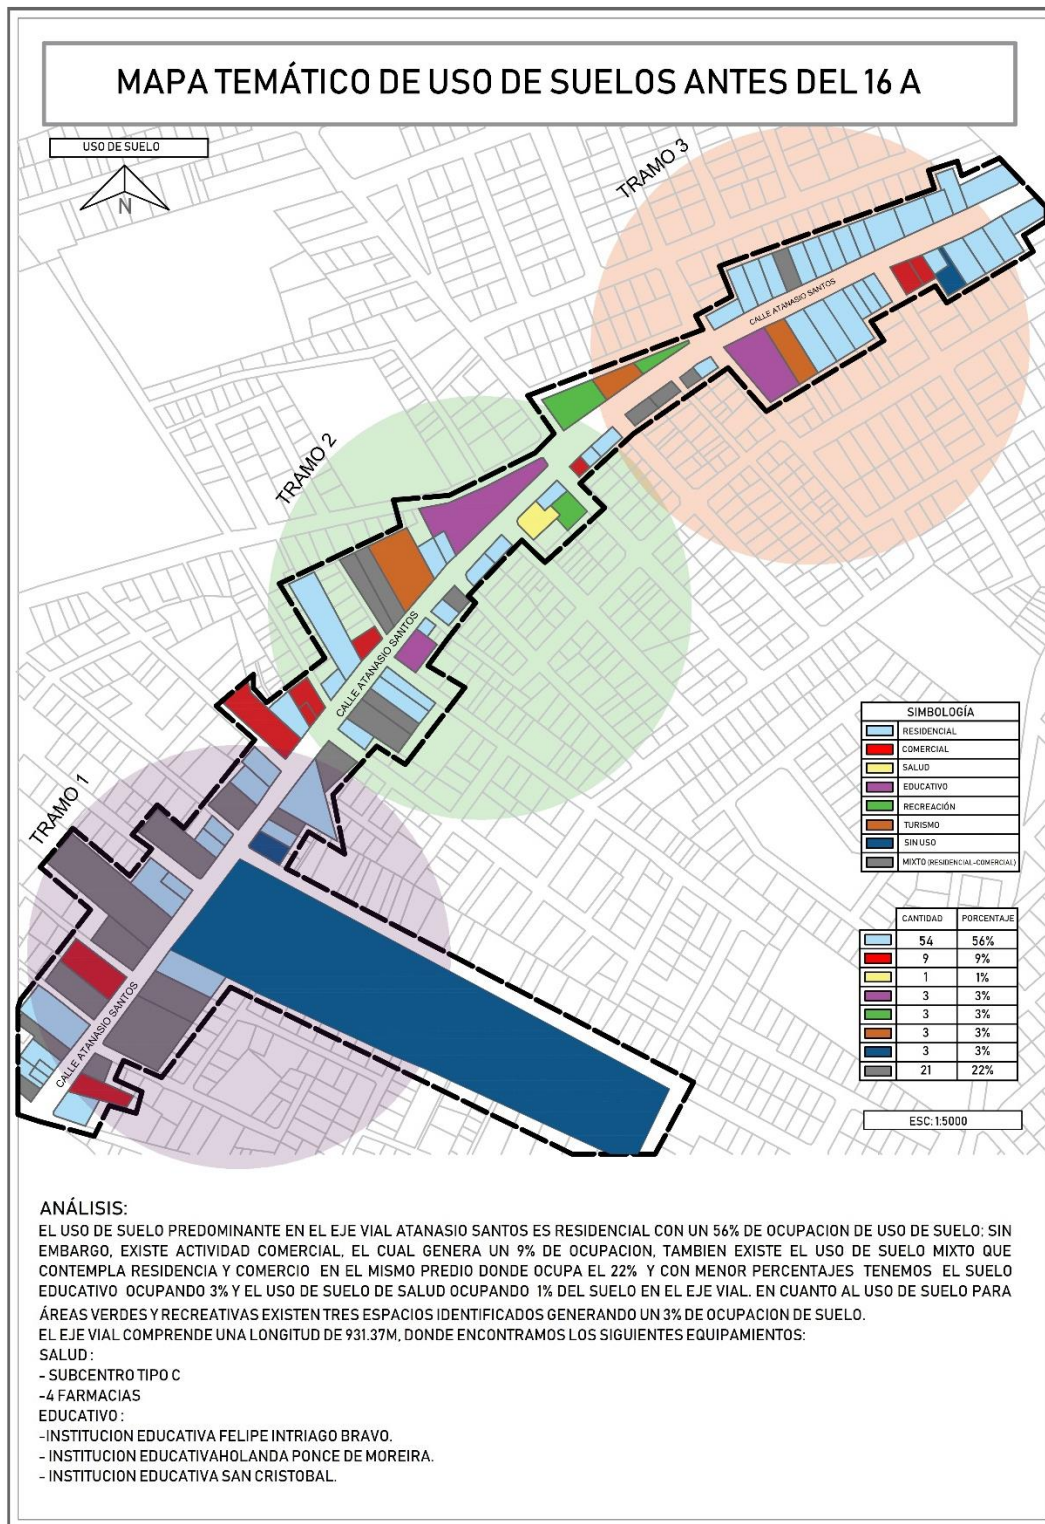 MAPA TEMÁTICO DE USO DE SUELOS ANTES DEL 16 A
USO DE SUELO
N
TRAMO 3
CALLE ATANASIO SANTOS
TRAMO 2
CALLE ATANASIO SANTOS
TRAMO 1
CALLE ATANASIO SANTOS
SIMBOLOGÍA
RESIDENCIAL
COMERCIAL
SALUD
EDUCATIVO
RECREACIÓN
TURISMO
SIN USO
MIXTO (RESIDENCIAL-COMERCIAL)
CANTIDAD PORCENTAJE
54 56%
9 9%
1 1%
3 3%
3 3%
3 3%
3 3%
21 22%
ESC: 1:5000
ANÁLISIS:
EL USO DE SUELO PREDOMINANTE EN EL EJE VIAL ATANASIO SANTOS ES RESIDENCIAL CON UN 56% DE OCUPACION DE USO DE SUELO; SIN
EMBARGO, EXISTE ACTIVIDAD COMERCIAL, EL CUAL GENERA UN 9% DE OCUPACION, TAMBIEN EXISTE EL USO DE SUELO MIXTO QUE
CONTEMPLA RESIDENCIA Y COMERCIO EN EL MISMO PREDIO DONDE OCUPA EL 22% Y CON MENOR PERCENTAJES TENEMOS EL SUELO
EDUCATIVO OCUPANDO 3% Y EL USO DE SUELO DE SALUD OCUPANDO 1% DEL SUELO EN EL EJE VIAL. EN CUANTO AL USO DE SUELO PARA
ÁREAS VERDES Y RECREATIVAS EXISTEN TRES ESPACIOS IDENTIFICADOS GENERANDO UN 3% DE OCUPACION DE SUELO.
EL EJE VIAL COMPRENDE UNA LONGITUD DE 931.37M, DONDE ENCONTRAMOS LOS SIGUIENTES EQUIPAMIENTOS:
SALUD :
- SUBCENTRO TIPO C
-4 FARMACIAS
EDUCATIVO :
-INSTITUCION EDUCATIVA FELIPE INTRIAGO BRAVO.
- INSTITUCION EDUCATIVAHOLANDA PONCE DE MOREIRA.
- INSTITUCION EDUCATIVA SAN CRISTOBAL.